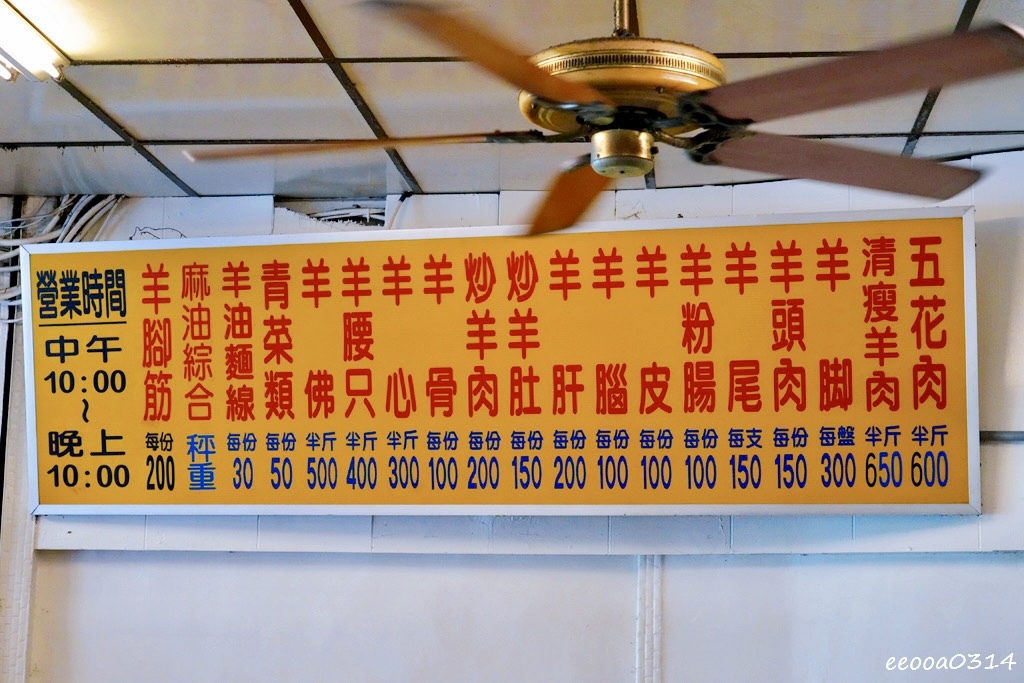 五花肉
半斤
600
清瘦羊肉
半斤
650
羊脚
每盤
300
羊頭肉
每份
150
羊尾
每支
150
羊粉腸
每份
100
羊皮
每份
100
羊腦
每份
100
羊肝
每份
200
炒羊肚
每份
150
炒羊肉
每份
200
羊骨
每份
100
羊心
半斤
300
羊腰只
半斤
400
羊佛
半斤
500
青菜類
每份
50
羊油麵線
每份
30
麻油綜合
秤重
羊腳筋
每份
200
營業時間
中午
10:00
~
晚上
10:00
eeooa0314